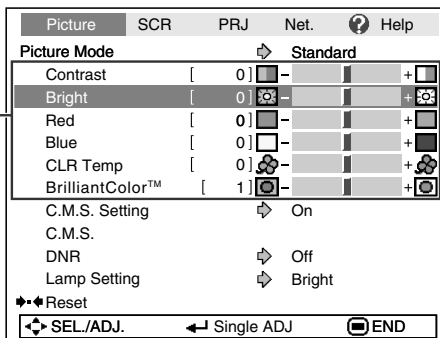 Picture SCR PRJ Net. ? Help
Picture Mode Standard
Contrast [ 0 ] - +
Bright [ 0 ] - +
Red [ 0 ] - +
Blue [ 0 ] - +
CLR Temp [ 0 ] - +
BrilliantColor™ [ 1 ] - +
C.M.S. Setting On
C.M.S.
DNR Off
Lamp Setting Bright
Reset
SEL./ADJ. Single ADJ END